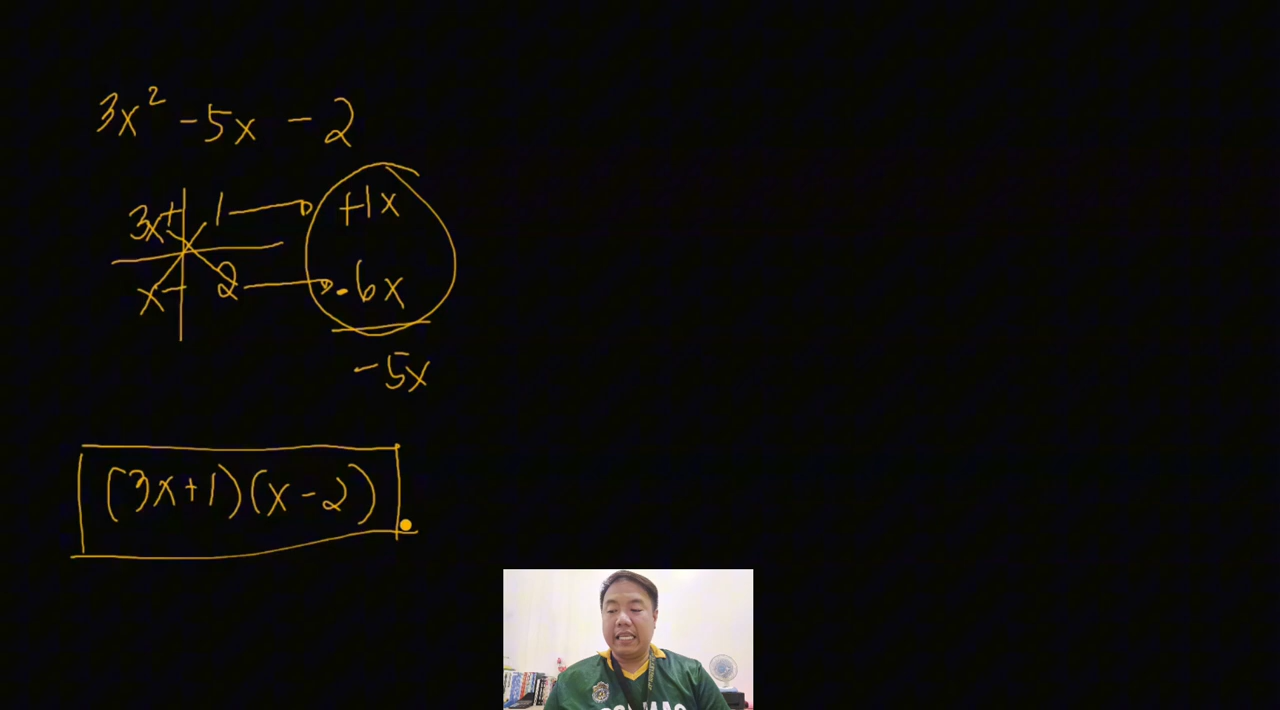 3x² - 5x - 2
3x + 1 → +1x
x - 2 → -6x
-5x
(3x+1)(x-2)